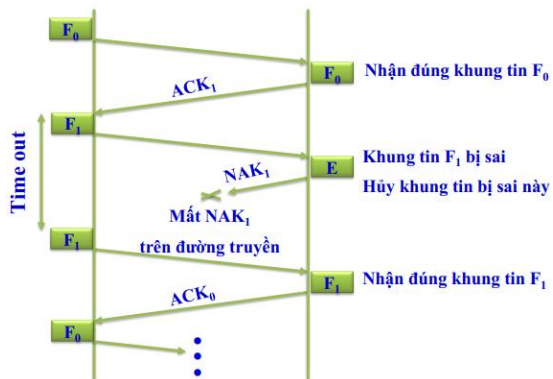 F₀
F₀ Nhận đúng khung tin F₀
ACK₁
F₁
Time out
E Khung tin F₁ bị sai
Hủy khung tin bị sai này
NAK₁
Mất NAK₁
trên đường truyền
F₁
F₁ Nhận đúng khung tin F₁
ACK₀
F₀